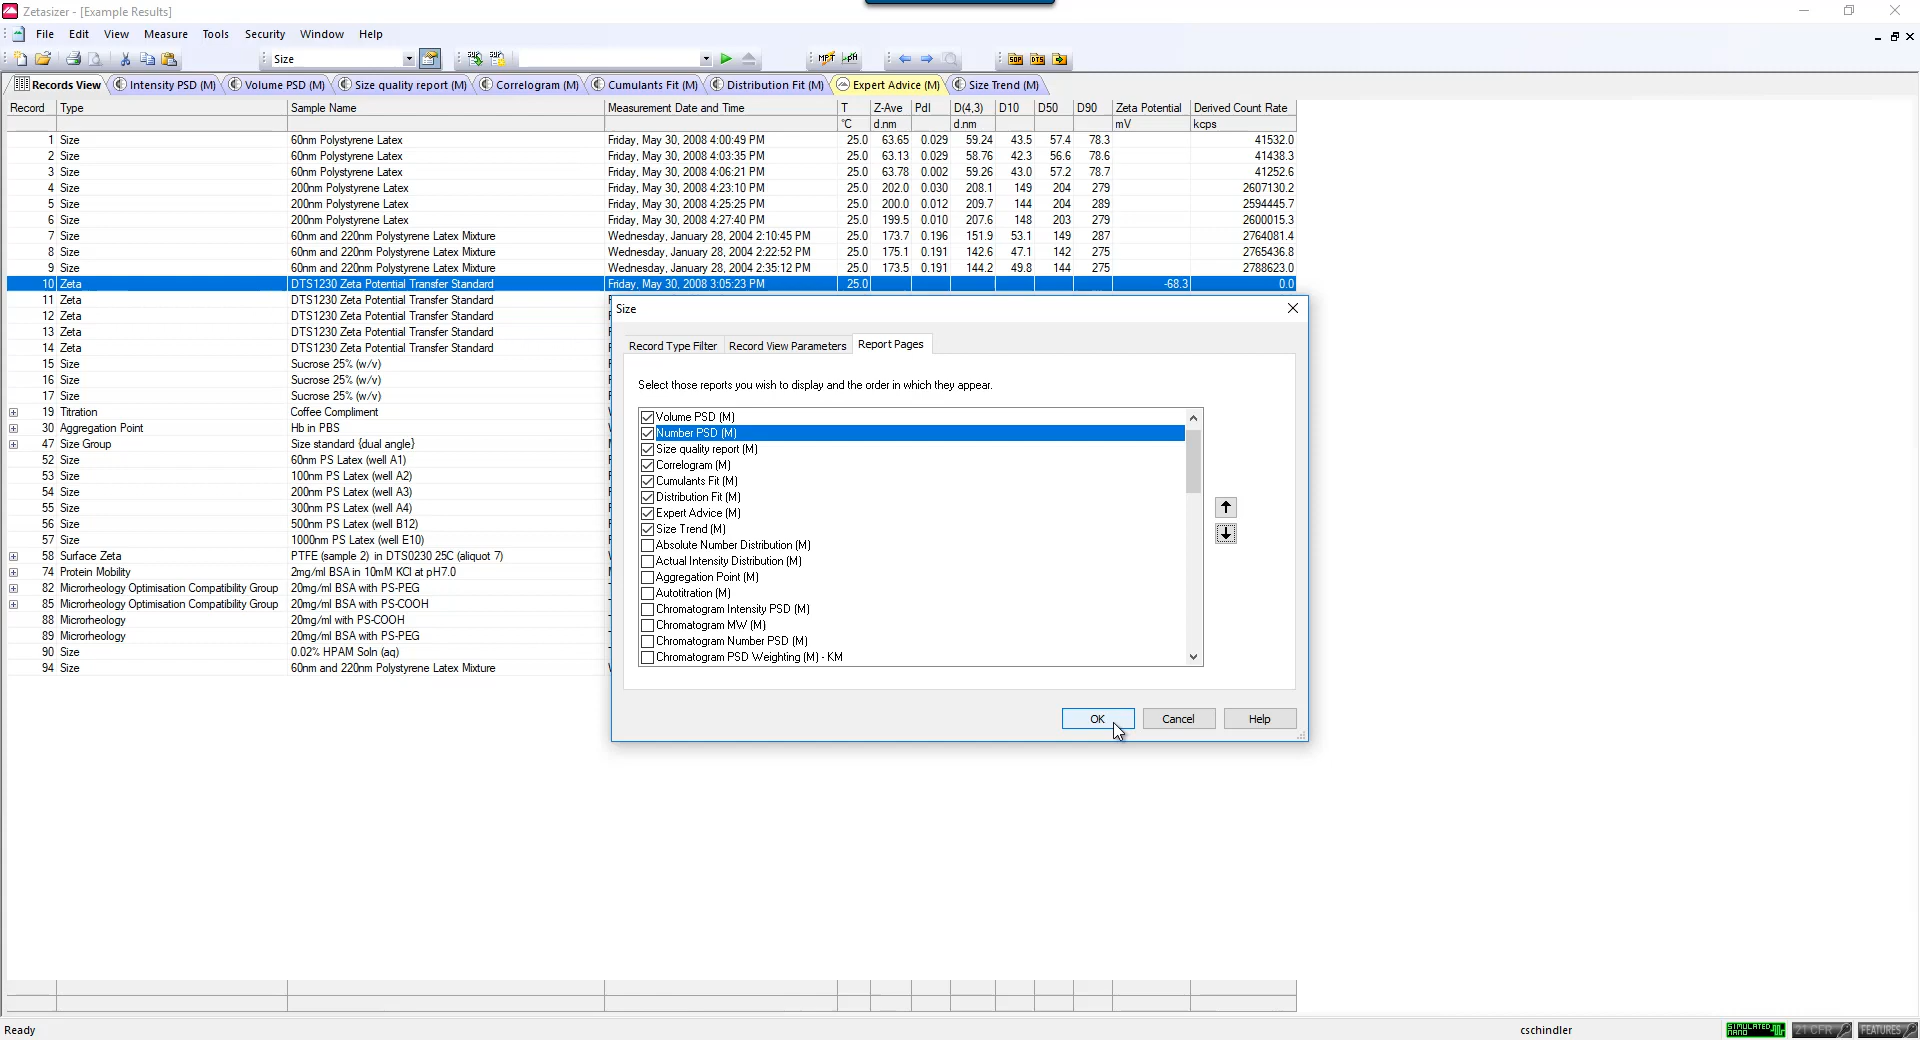 Zetasizer - [Example Results]
File Edit View Measure Tools Security Window Help
Size
Records View Intensity PSD (M) Volume PSD (M) Size quality report (M) Correlogram (M) Cumulants Fit (M) Distribution Fit (M) Expert Advice (M) Size Trend (M)
Record Type Sample Name Measurement Date and Time T Z-Ave PdI D(4,3) D10 D50 D90 Zeta Potential Derived Count Rate
°C d.nm d.nm mV kcps
1 Size 60nm Polystyrene Latex Friday, May 30, 2008 4:00:49 PM 25.0 63.65 0.029 59.24 43.5 57.4 78.3 41532.0
2 Size 60nm Polystyrene Latex Friday, May 30, 2008 4:03:35 PM 25.0 63.13 0.029 58.76 42.3 56.6 78.6 41438.3
3 Size 60nm Polystyrene Latex Friday, May 30, 2008 4:06:21 PM 25.0 63.78 0.002 59.26 43.0 57.2 78.7 41252.6
4 Size 200nm Polystyrene Latex Friday, May 30, 2008 4:23:10 PM 25.0 202.0 0.030 208.1 149 204 279 2607130.2
5 Size 200nm Polystyrene Latex Friday, May 30, 2008 4:25:25 PM 25.0 200.0 0.012 209.7 144 204 289 2594445.7
6 Size 200nm Polystyrene Latex Friday, May 30, 2008 4:27:40 PM 25.0 199.5 0.010 207.6 148 203 279 2600015.3
7 Size 60nm and 220nm Polystyrene Latex Mixture Wednesday, January 28, 2004 2:10:45 PM 25.0 173.7 0.196 151.9 53.1 149 287 2764081.4
8 Size 60nm and 220nm Polystyrene Latex Mixture Wednesday, January 28, 2004 2:22:52 PM 25.0 175.1 0.191 142.6 47.1 142 275 2765436.8
9 Size 60nm and 220nm Polystyrene Latex Mixture Wednesday, January 28, 2004 2:35:12 PM 25.0 173.5 0.191 144.2 49.8 144 275 2788623.0
10 Zeta DTS1230 Zeta Potential Transfer Standard Friday, May 30, 2008 3:05:23 PM 25.0 -68.3 0.0
11 Zeta DTS1230 Zeta Potential Transfer Standard
12 Zeta DTS1230 Zeta Potential Transfer Standard
13 Zeta DTS1230 Zeta Potential Transfer Standard
14 Zeta DTS1230 Zeta Potential Transfer Standard
15 Size Sucrose 25% (w/v)
16 Size Sucrose 25% (w/v)
17 Size Sucrose 25% (w/v)
19 Titration Coffee Compliment
30 Aggregation Point Hb in PBS
47 Size Group Size standard {dual angle}
52 Size 60nm PS Latex (well A1)
53 Size 100nm PS Latex (well A2)
54 Size 200nm PS Latex (well A3)
55 Size 300nm PS Latex (well A4)
56 Size 500nm PS Latex (well B12)
57 Size 1000nm PS Latex (well E10)
58 Surface Zeta PTFE (sample 2) in DTS0230 25C (aliquot 7)
74 Protein Mobility 2mg/ml BSA in 10mM KCl at pH7.0
82 Microrheology Optimisation Compatibility Group 20mg/ml BSA with PS-PEG
85 Microrheology Optimisation Compatibility Group 20mg/ml BSA with PS-COOH
88 Microrheology 20mg/ml with PS-COOH
89 Microrheology 20mg/ml BSA with PS-PEG
90 Size 0.02% HPAM Soln (aq)
94 Size 60nm and 220nm Polystyrene Latex Mixture
Size
Record Type Filter Record View Parameters Report Pages
Select those reports you wish to display and the order in which they appear.
Volume PSD (M)
Number PSD (M)
Size quality report (M)
Correlogram (M)
Cumulants Fit (M)
Distribution Fit (M)
Expert Advice (M)
Size Trend (M)
Absolute Number Distribution (M)
Actual Intensity Distribution (M)
Aggregation Point (M)
Autotitration (M)
Chromatogram Intensity PSD (M)
Chromatogram MW (M)
Chromatogram Number PSD (M)
Chromatogram PSD Weighting (M) - KM
OK Cancel Help
Ready cschindler SIMULATED NANO 21 CFR FEATURES